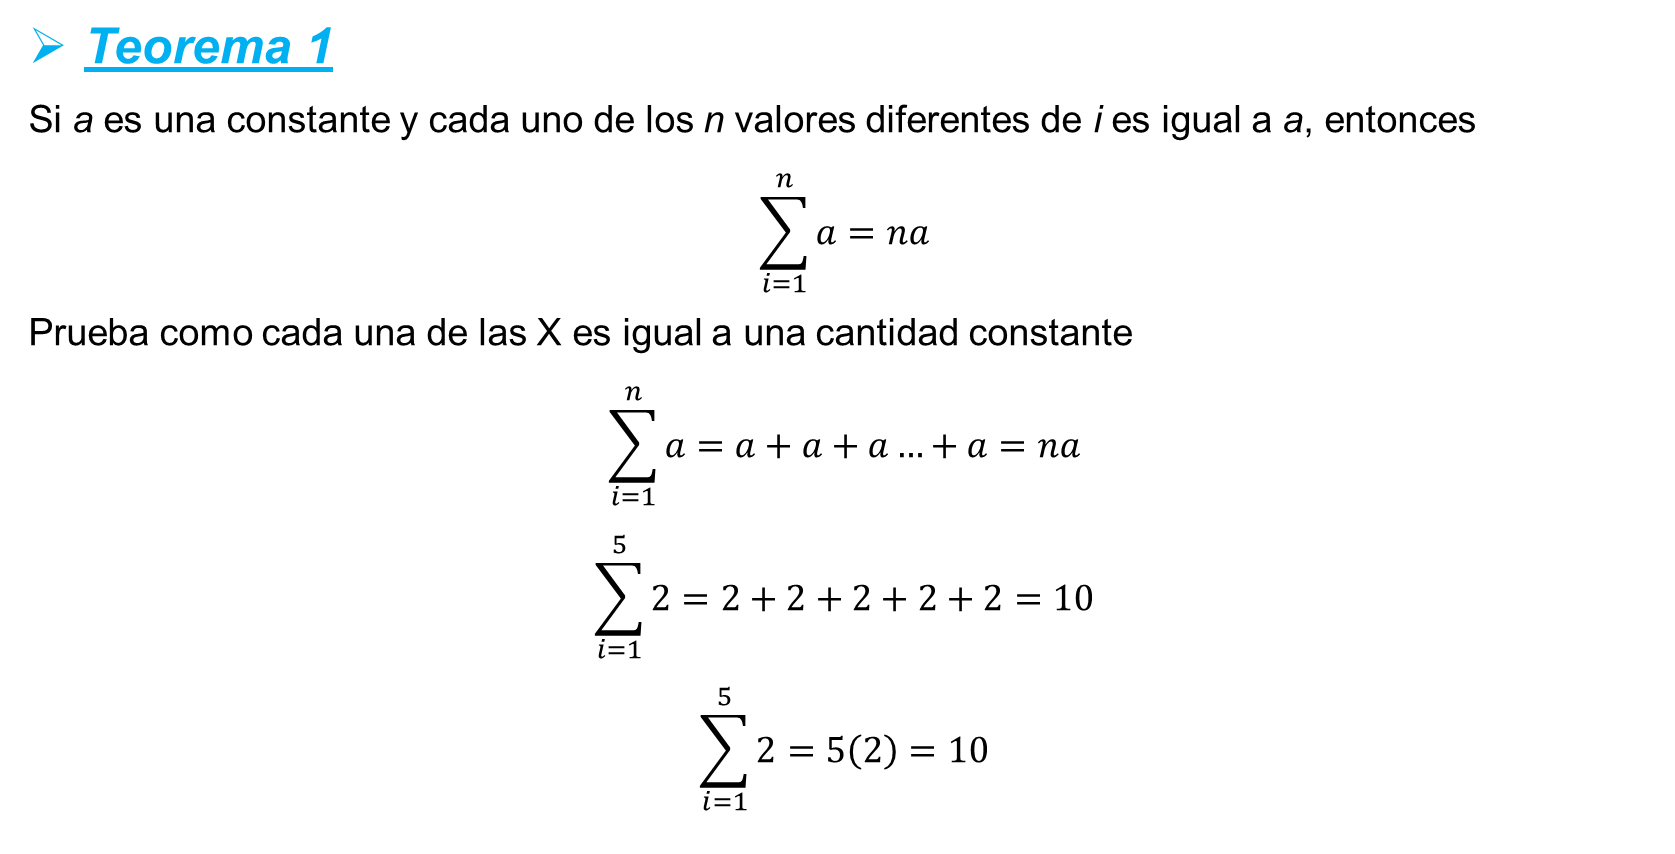 ➢ Teorema 1
Si a es una constante y cada uno de los n valores diferentes de i es igual a a, entonces
n
∑ a = na
i=1
Prueba como cada una de las X es igual a una cantidad constante
n
∑ a = a + a + a ... + a = na
i=1
5
∑ 2 = 2 + 2 + 2 + 2 + 2 = 10
i=1
5
∑ 2 = 5(2) = 10
i=1